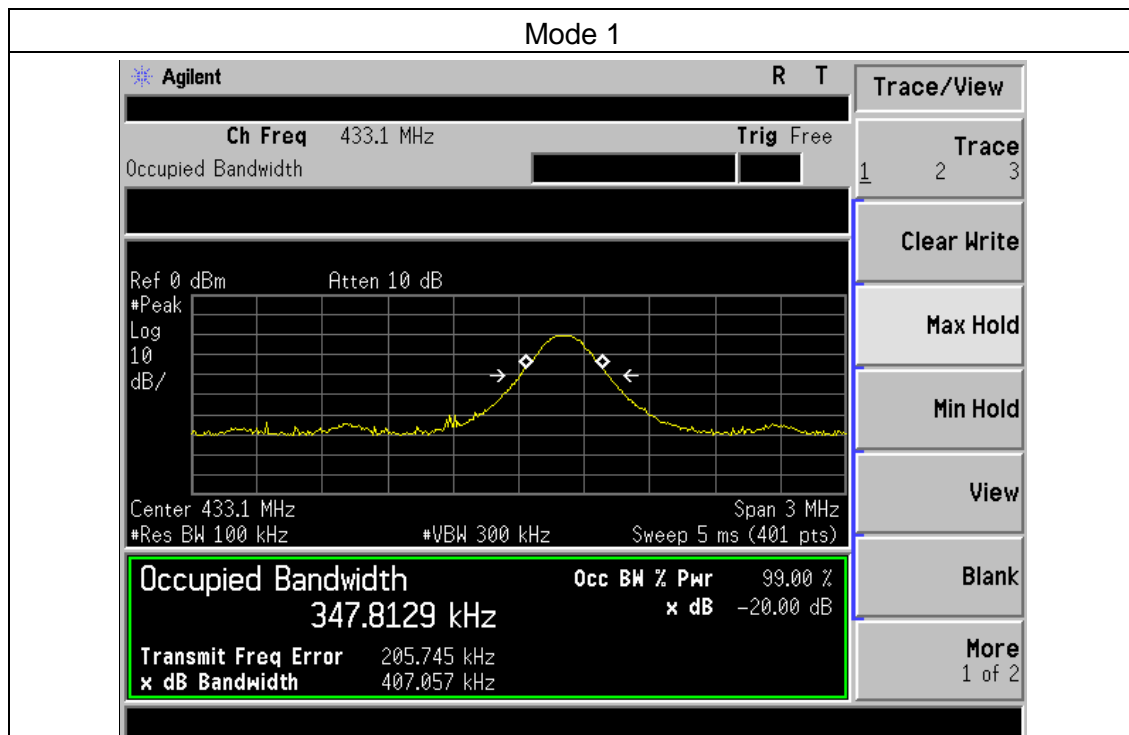 Mode 1
Agilent R T
Trace/View
Ch Freq 433.1 MHz Trig Free
Occupied Bandwidth
Trace
1 2 3
Clear Write
Ref 0 dBm Atten 10 dB
#Peak
Log
10
dB/
Max Hold
Min Hold
View
Center 433.1 MHz Span 3 MHz
#Res BW 100 kHz #VBW 300 kHz Sweep 5 ms (401 pts)
Occupied Bandwidth Occ BW % Pwr 99.00 %
347.8129 kHz x dB -20.00 dB
Blank
Transmit Freq Error 205.745 kHz
x dB Bandwidth 407.057 kHz
More
1 of 2